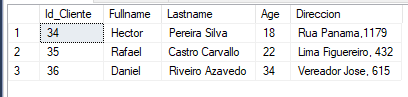 Id_Cliente Fullname Lastname Age Direccion
1 34 Hector Pereira Silva 18 Rua Panama,1179
2 35 Rafael Castro Carvallo 22 Lima Figuereiro, 432
3 36 Daniel Riveiro Azavedo 34 Vereador Jose, 615